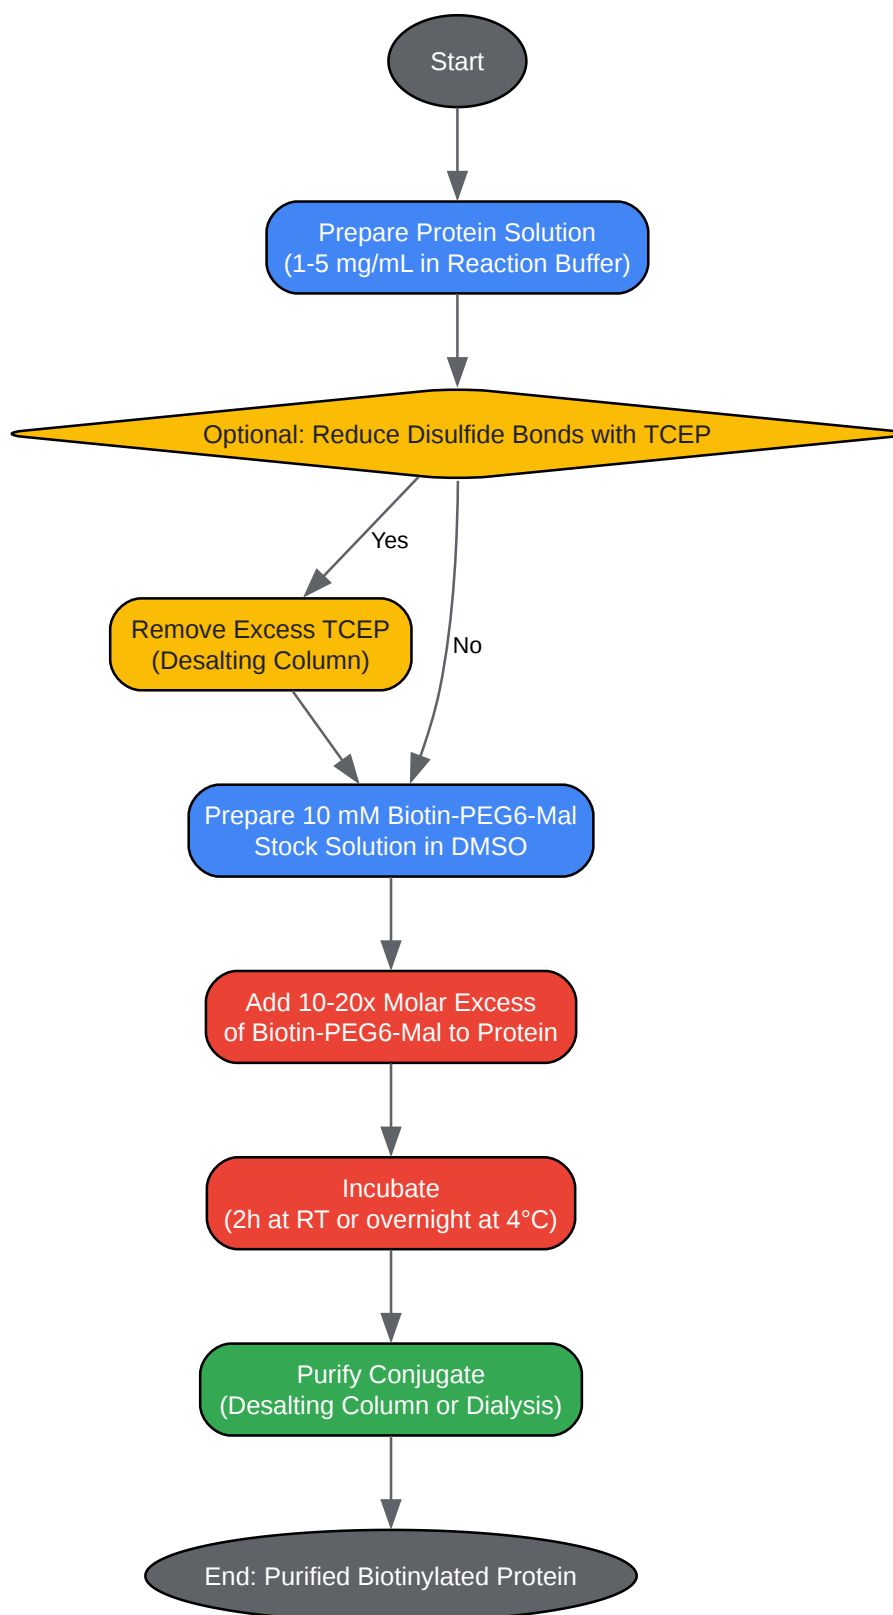 Start
Prepare Protein Solution
(1-5 mg/mL in Reaction Buffer)
Optional: Reduce Disulfide Bonds with TCEP
Yes
Remove Excess TCEP
(Desalting Column)
No
Prepare 10 mM Biotin-PEG6-Mal
Stock Solution in DMSO
Add 10-20x Molar Excess
of Biotin-PEG6-Mal to Protein
Incubate
(2h at RT or overnight at 4°C)
Purify Conjugate
(Desalting Column or Dialysis)
End: Purified Biotinylated Protein